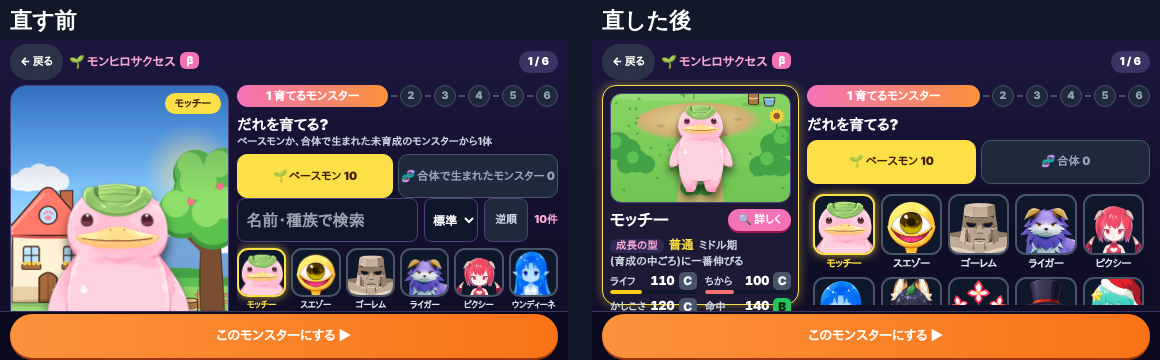 直す前
← 戻る 🌱 モンヒロサクセス β 1 / 6
モッチー
1 育てるモンスター 2 3 4 5 6
だれを育てる?
ベースモンか、合体で生まれた未育成のモンスターから1体
🌱 ベースモン 10 🧬 合体で生まれたモンスター 0
名前・種族で検索 標準 逆順 10件
モッチー スエゾー ゴーレム ライガー ピクシー ウンディーネ
このモンスターにする ▶
直した後
← 戻る 🌱 モンヒロサクセス β 1 / 6
モッチー 🔍 詳しく
成長の型 普通 ミドル期
(育成の中ごろ)に一番伸びる
ライフ 110 C ちから 100 C
かしこさ 120 C 命中 140 B
1 育てるモンスター 2 3 4 5 6
だれを育てる?
🌱 ベースモン 10 🧬 合体 0
モッチー スエゾー ゴーレム ライガー ピクシー
このモンスターにする ▶